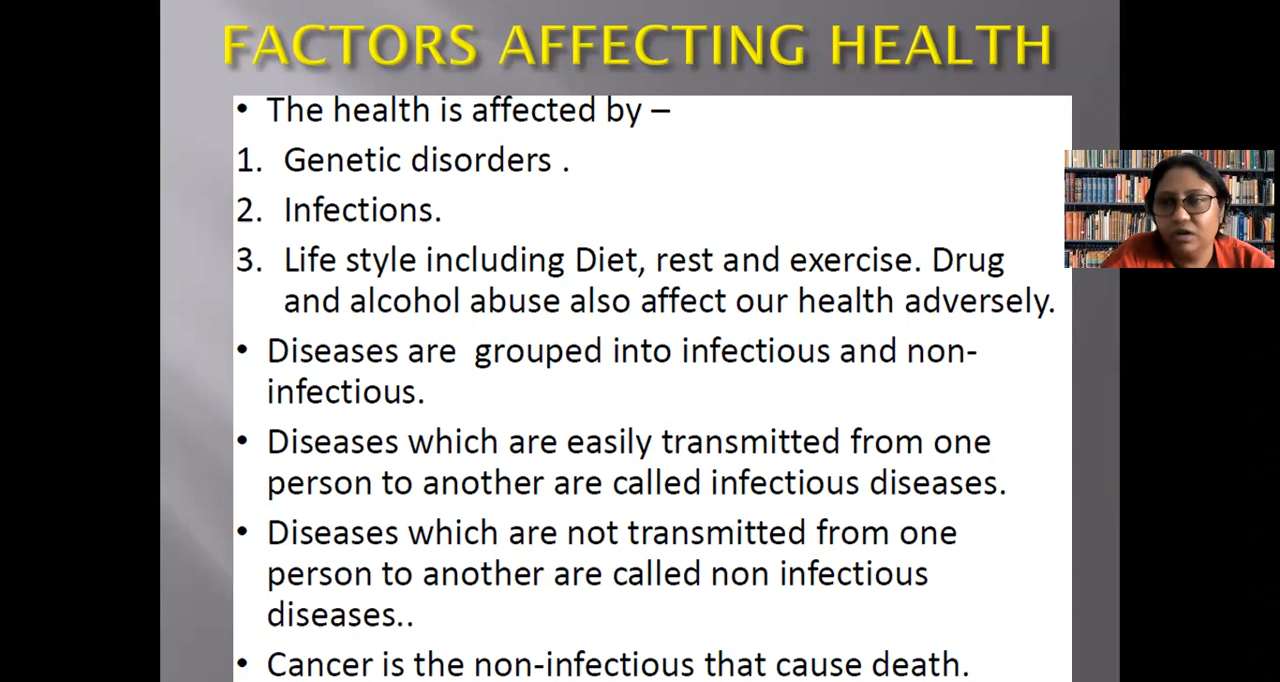 FACTORS AFFECTING HEALTH
• The health is affected by –
1. Genetic disorders .
2. Infections.
3. Life style including Diet, rest and exercise. Drug
and alcohol abuse also affect our health adversely.
• Diseases are  grouped into infectious and non-
infectious.
• Diseases which are easily transmitted from one
person to another are called infectious diseases.
• Diseases which are not transmitted from one
person to another are called non infectious
diseases..
• Cancer is the non-infectious that cause death.